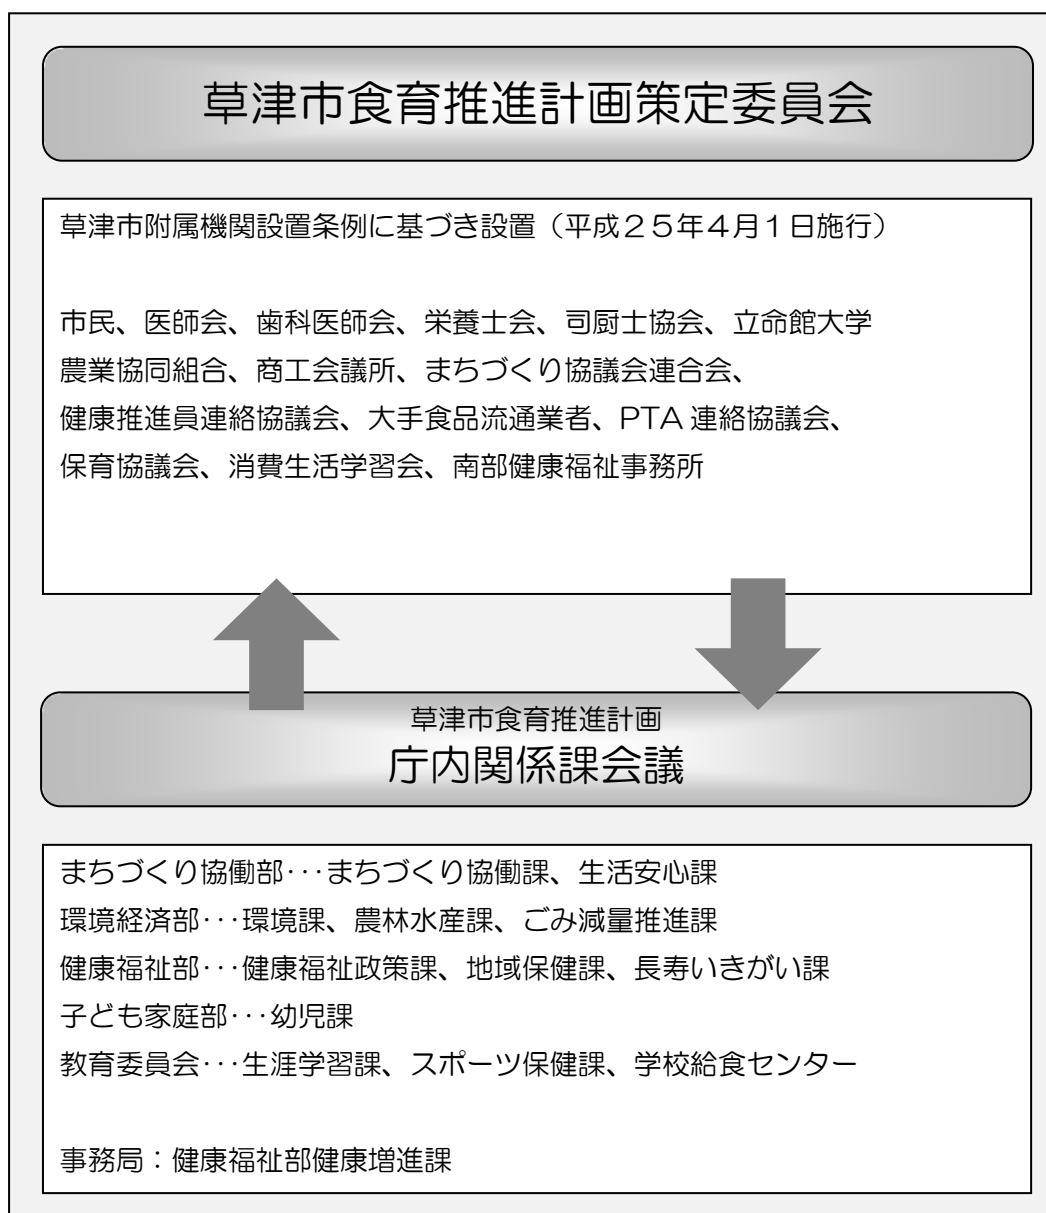 草津市食育推進計画策定委員会
草津市附属機関設置条例に基づき設置（平成２５年４月１日施行）
市民、医師会、歯科医師会、栄養士会、司厨士協会、立命館大学
農業協同組合、商工会議所、まちづくり協議会連合会、
健康推進員連絡協議会、大手食品流通業者、PTA 連絡協議会、
保育協議会、消費生活学習会、南部健康福祉事務所
草津市食育推進計画
庁内関係課会議
まちづくり協働部･･･まちづくり協働課、生活安心課
環境経済部･･･環境課、農林水産課、ごみ減量推進課
健康福祉部･･･健康福祉政策課、地域保健課、長寿いきがい課
子ども家庭部･･･幼児課
教育委員会･･･生涯学習課、スポーツ保健課、学校給食センター
事務局：健康福祉部健康増進課